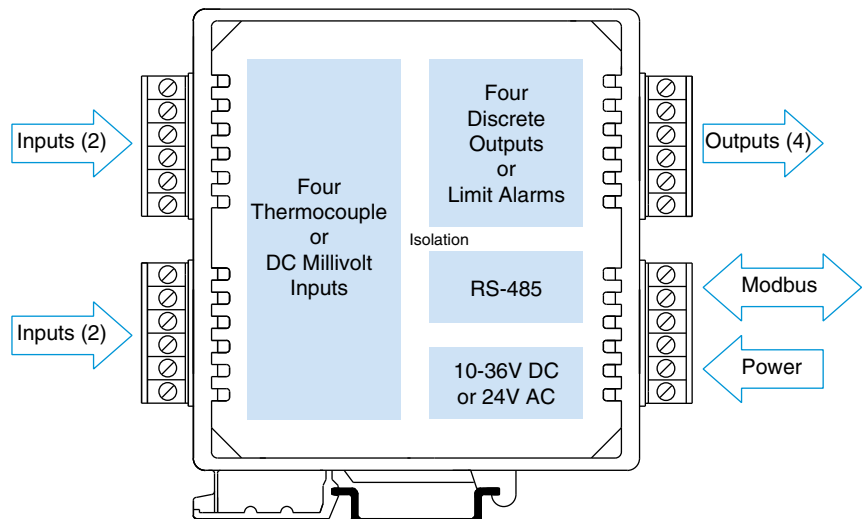 Inputs (2)
Inputs (2)
Four
Thermocouple
or
DC Millivolt
Inputs
Four
Discrete
Outputs
or
Limit Alarms
Isolation
RS-485
10-36V DC
or 24V AC
Outputs (4)
Modbus
Power